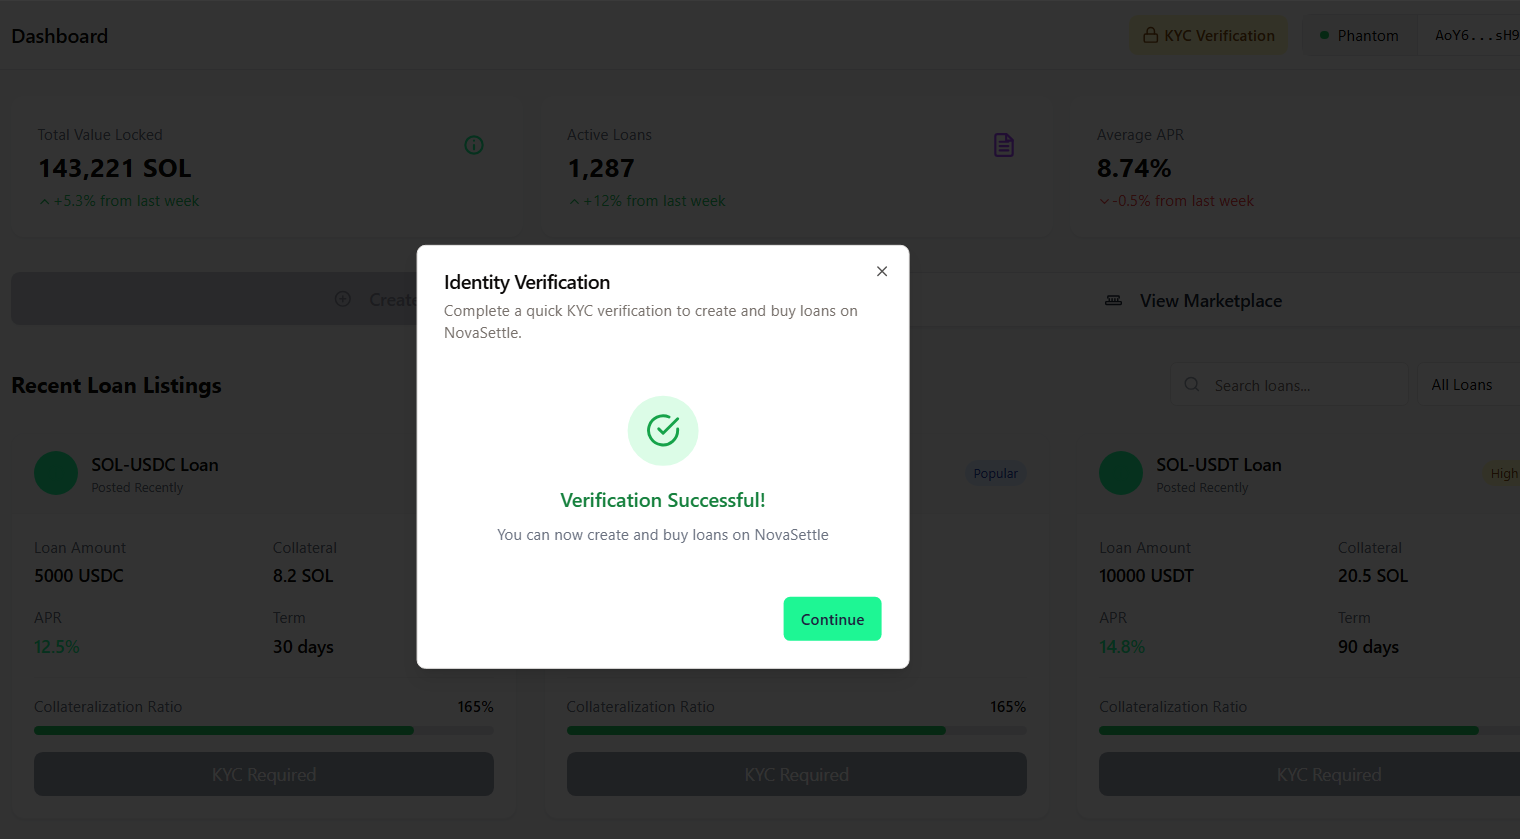 Dashboard
KYC Verification
Phantom
AoY6...sH9
Total Value Locked
143,221 SOL
+5.3% from last week
Active Loans
1,287
+12% from last week
Average APR
8.74%
-0.5% from last week
Create
View Marketplace
Identity Verification
Complete a quick KYC verification to create and buy loans on
NovaSettle.
Verification Successful!
You can now create and buy loans on NovaSettle
Continue
Recent Loan Listings
Search loans...
All Loans
SOL-USDC Loan
Posted Recently
Loan Amount
5000 USDC
Collateral
8.2 SOL
APR
12.5%
Term
30 days
Collateralization Ratio
165%
KYC Required
Popular
Collateralization Ratio
165%
KYC Required
SOL-USDT Loan
Posted Recently
High
Loan Amount
10000 USDT
Collateral
20.5 SOL
APR
14.8%
Term
90 days
Collateralization Ratio
KYC Required